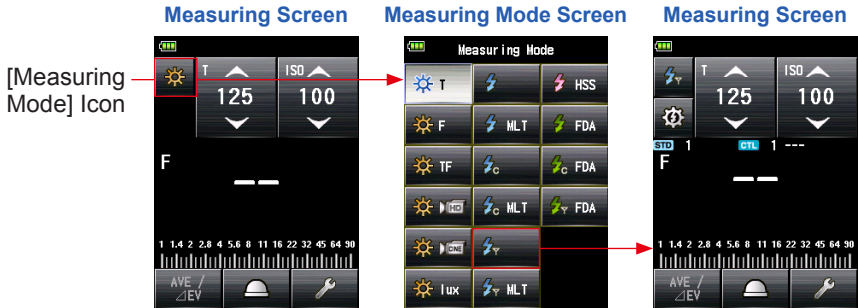 Measuring Screen
Measuring Mode Screen
Measuring Screen
[Measuring
Mode] Icon
T
125
ISO
100
F
1 1.4 2 2.8 4 5.6 8 11 16 22 32 45 64 90
AVE /
⊿EV
Measuring Mode
T
HSS
F
MLT
FDA
TF
C
C FDA
HD
C MLT
FDA
CINE
lux
MLT
T
125
ISO
100
STD 1
CTL 1 ---
F
1 1.4 2 2.8 4 5.6 8 11 16 22 32 45 64 90
AVE /
⊿EV